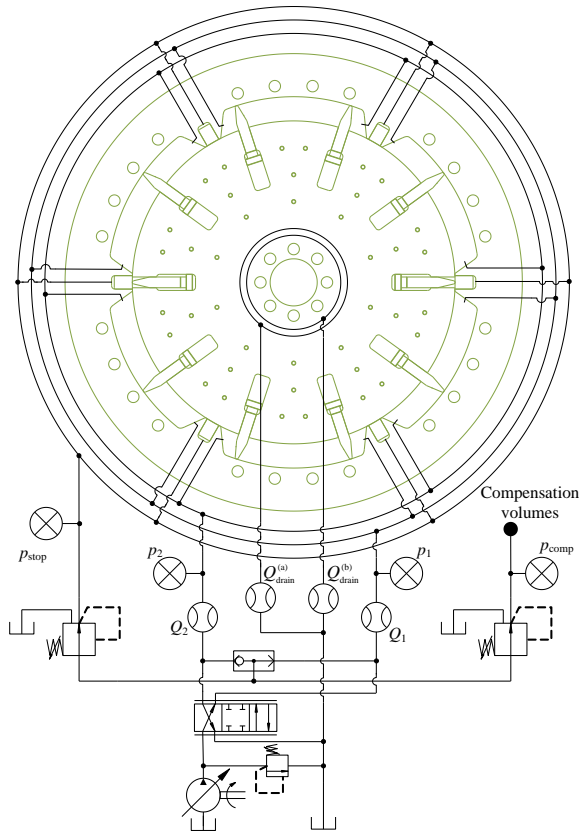 Compensation
volumes
p_stop
p_2
Q_drain^(a)
Q_drain^(b)
p_1
p_comp
Q_2
Q_1